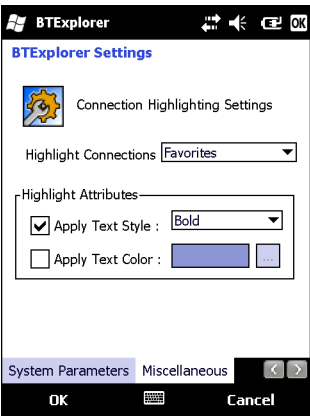 BTExplorer OK
BTExplorer Settings
Connection Highlighting Settings
Highlight Connections Favorites
Highlight Attributes
Apply Text Style : Bold
Apply Text Color : ...
System Parameters Miscellaneous
OK Cancel